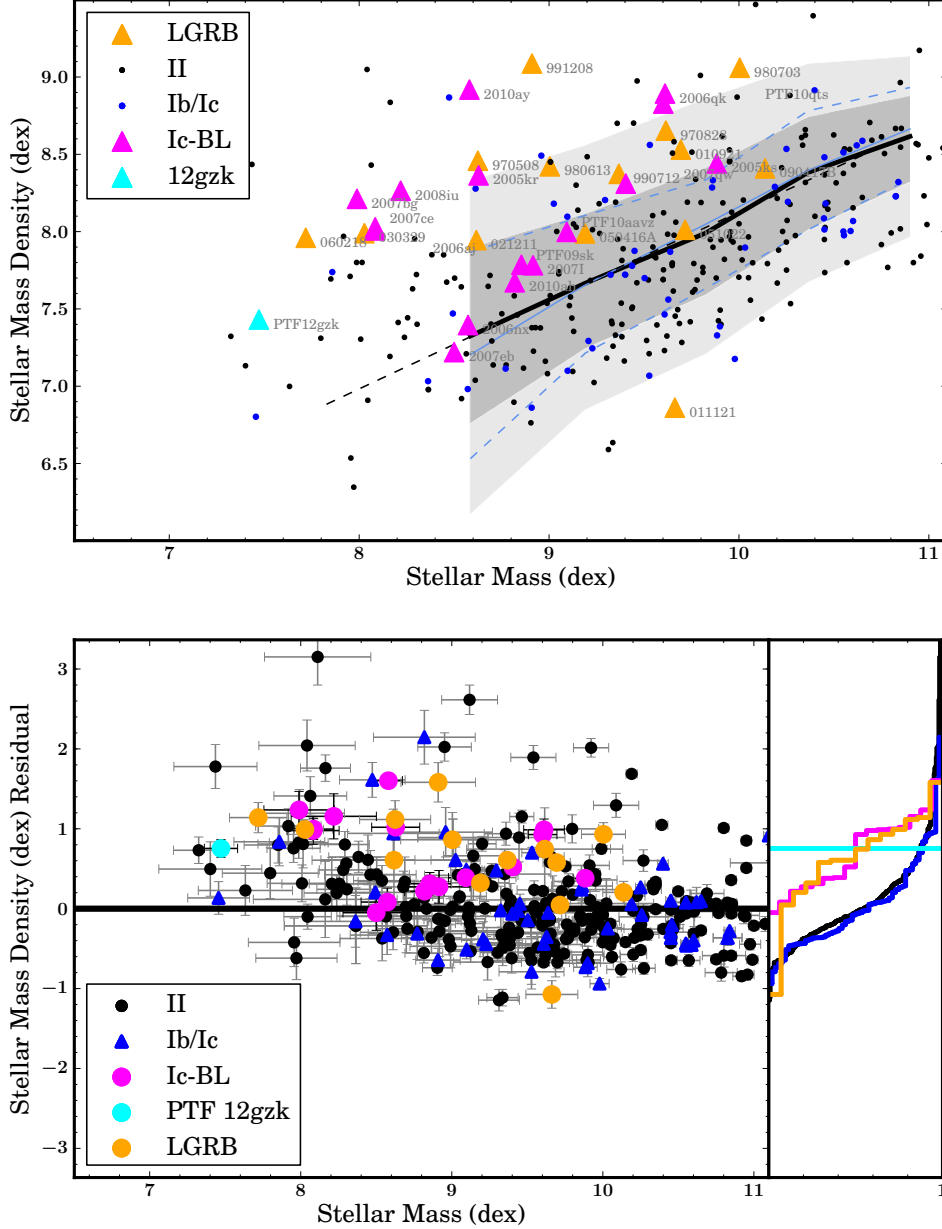 LGRB
II
Ib/Ic
Ic-BL
12gzk
Stellar Mass Density (dex)
9.0
8.5
8.0
7.5
7.0
6.5
991208
980703
2010ay
2006qk
PTF10qts
970828
010921
970508
980613
2005kr
990712
2005ks
090417B
2007bg
2008iu
2007ce
PTF10aavz
060218
030329
2006aj
021211
050416A
051022
PTF09sk
2007I
2010ah
PTF12gzk
2006nx
2007eb
011121
7 8 9 10 11
Stellar Mass (dex)
Stellar Mass Density (dex) Residual
3
2
1
0
−1
−2
−3
II
Ib/Ic
Ic-BL
PTF 12gzk
LGRB
7 8 9 10 11 1
Stellar Mass (dex)